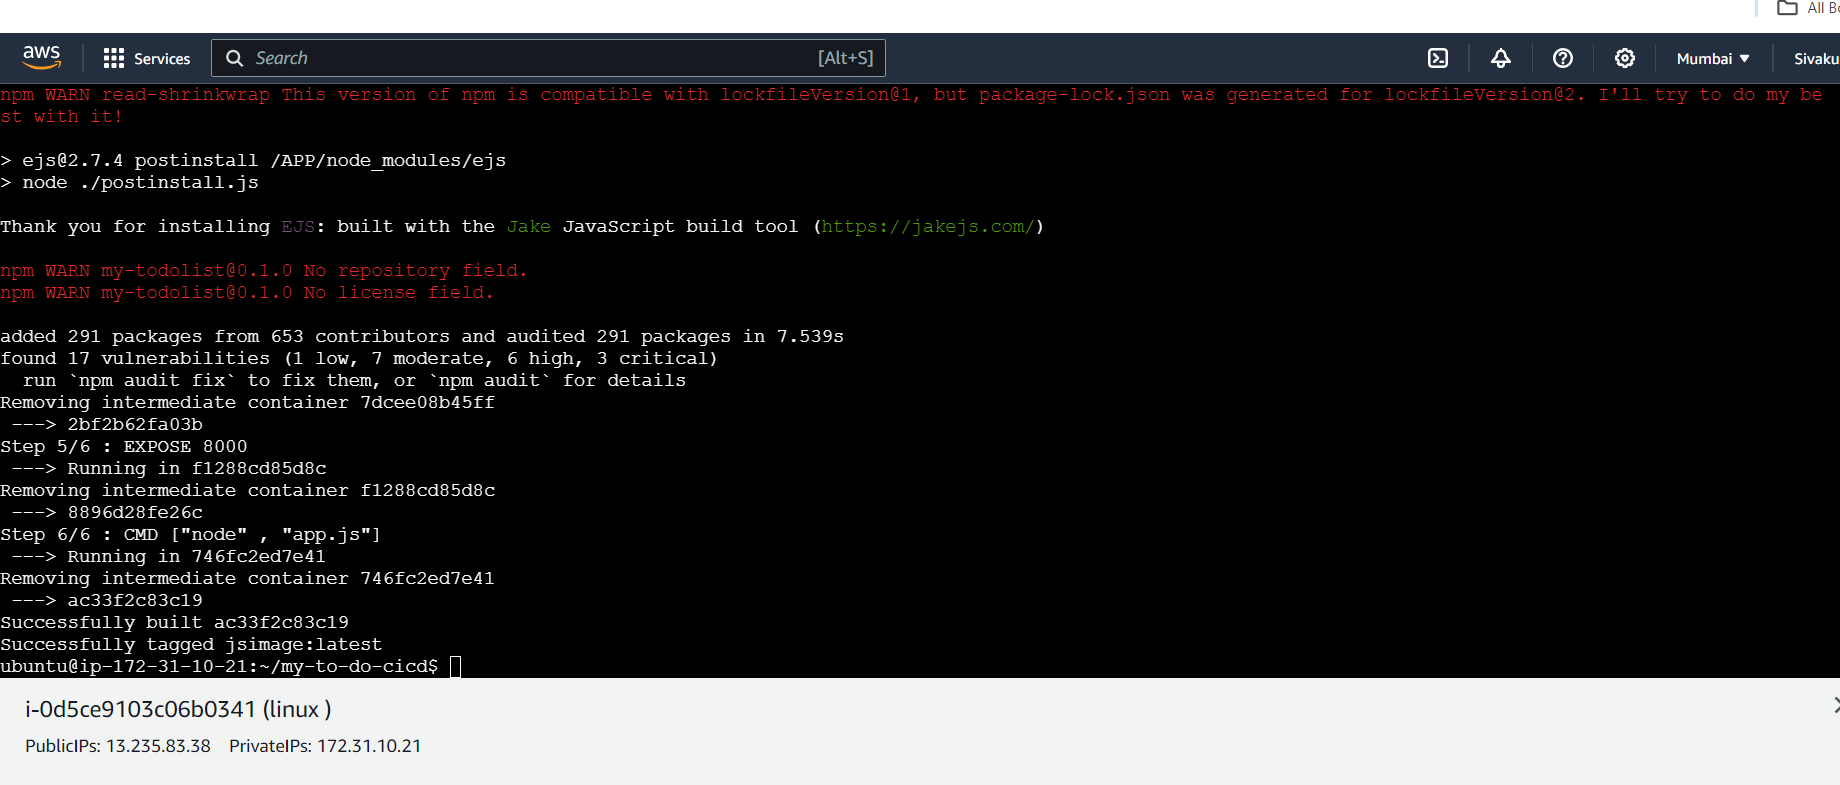 All Bo
aws
Services
Search
[Alt+S]
Mumbai
Sivaku
npm WARN read-shrinkwrap This version of npm is compatible with lockfileVersion@1, but package-lock.json was generated for lockfileVersion@2. I'll try to do my be
st with it!
> ejs@2.7.4 postinstall /APP/node_modules/ejs
> node ./postinstall.js
Thank you for installing EJS: built with the Jake JavaScript build tool (https://jakejs.com/)
npm WARN my-todolist@0.1.0 No repository field.
npm WARN my-todolist@0.1.0 No license field.
added 291 packages from 653 contributors and audited 291 packages in 7.539s
found 17 vulnerabilities (1 low, 7 moderate, 6 high, 3 critical)
run `npm audit fix` to fix them, or `npm audit` for details
Removing intermediate container 7dcee08b45ff
---> 2bf2b62fa03b
Step 5/6 : EXPOSE 8000
---> Running in f1288cd85d8c
Removing intermediate container f1288cd85d8c
---> 8896d28fe26c
Step 6/6 : CMD ["node" , "app.js"]
---> Running in 746fc2ed7e41
Removing intermediate container 746fc2ed7e41
---> ac33f2c83c19
Successfully built ac33f2c83c19
Successfully tagged jsimage:latest
ubuntu@ip-172-31-10-21:~/my-to-do-cicd$
i-0d5ce9103c06b0341 (linux )
PublicIPs: 13.235.83.38 PrivateIPs: 172.31.10.21